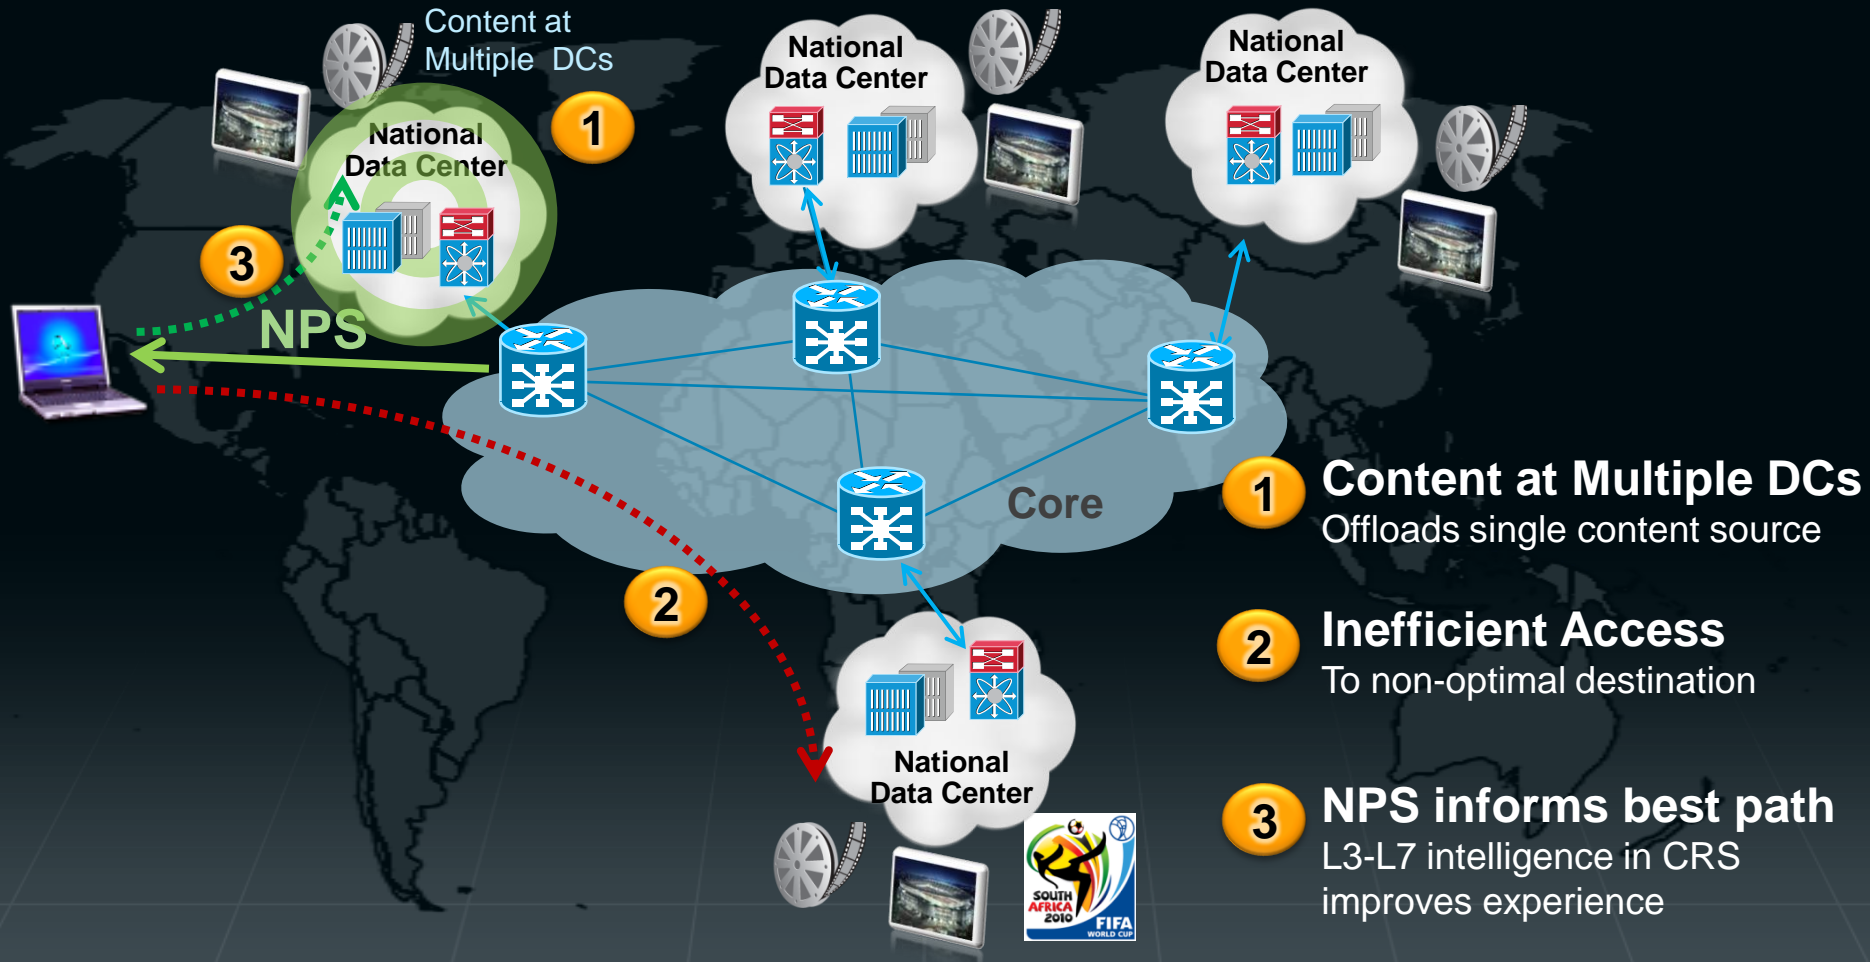 Content at
Multiple DCs
1
National
Data Center
National
Data Center
National
Data Center
3
NPS
Core
2
National
Data Center
SOUTH
AFRICA
2010
FIFA
WORLD CUP
1
Content at Multiple DCs
Offloads single content source
2
Inefficient Access
To non-optimal destination
3
NPS informs best path
L3-L7 intelligence in CRS
improves experience